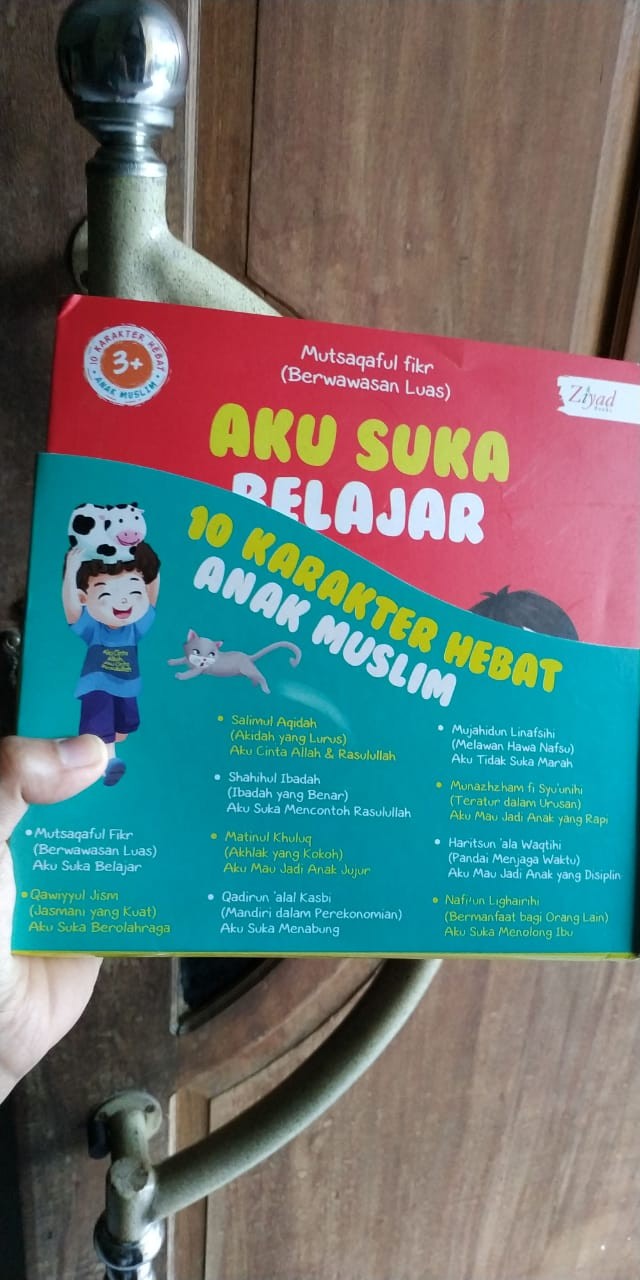 10 KARAKTER HEBAT
3+
ANAK MUSLIM
Mutsaqaful fikr
(Berwawasan Luas)
Ziyad
Books
AKU SUKA
BELAJAR
10 KARAKTER HEBAT
ANAK MUSLIM
Aku Cinta
Allah
Aku Cinta
Rasulullah
Mutsaqaful Fikr
(Berwawasan Luas)
Aku Suka Belajar
Qawiyyul Jism
(Jasmani yang Kuat)
Aku Suka Berolahraga
Salimul Aqidah
(Akidah yang Lurus)
Aku Cinta Allah & Rasulullah
Shahihul Ibadah
(Ibadah yang Benar)
Aku Suka Mencontoh Rasulullah
Matinul Khuluq
(Akhlak yang Kokoh)
Aku Mau Jadi Anak Jujur
Qadirun 'alal Kasbi
(Mandiri dalam Perekonomian)
Aku Suka Menabung
Mujahidun Linafsihi
(Melawan Hawa Nafsu)
Aku Tidak Suka Marah
Munazhzham fi Syu'unihi
(Teratur dalam Urusan)
Aku Mau Jadi Anak yang Rapi
Haritsun 'ala Waqtihi
(Pandai Menjaga Waktu)
Aku Mau Jadi Anak yang Disiplin
Nafi'un Lighairihi
(Bermanfaat bagi Orang Lain)
Aku Suka Menolong Ibu